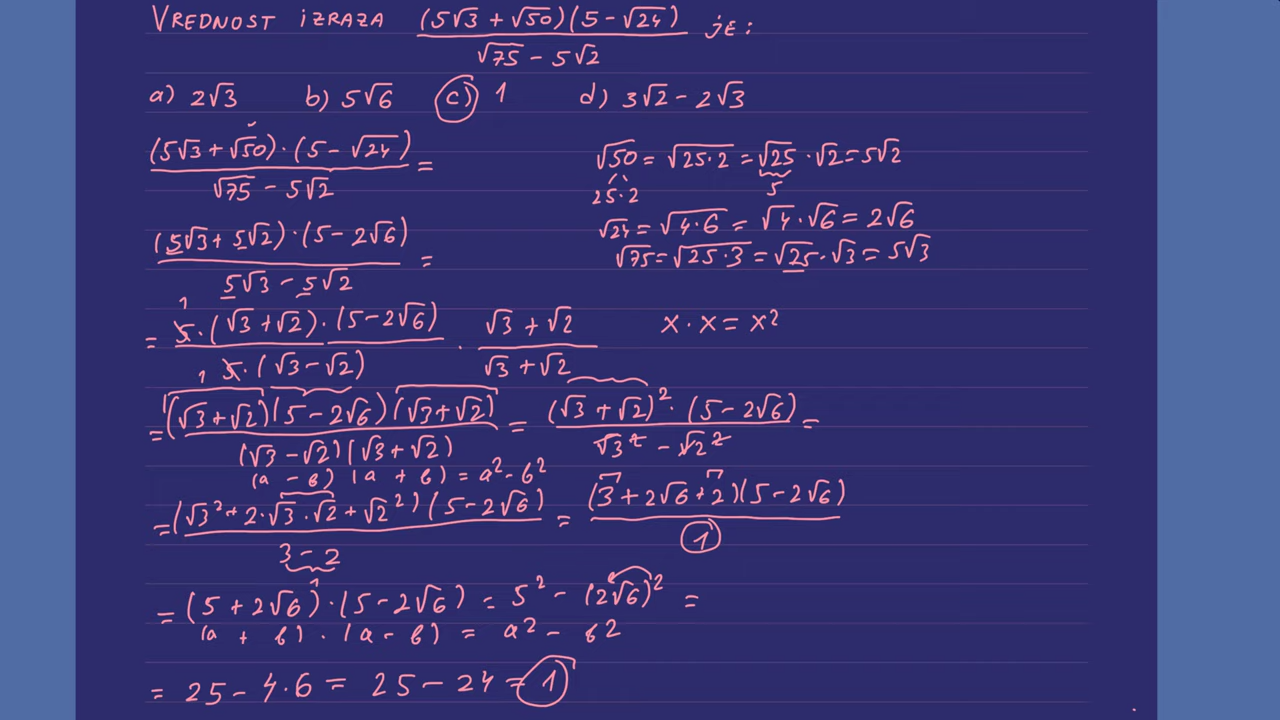 VREDNOST IZRAZA (5√3 + √50)(5 - √24) / √75 - 5√2 je:
a) 2√3 b) 5√6 c) 1 d) 3√2 - 2√3
(5√3 + √50) · (5 - √24) / √75 - 5√2 =
√50 = √25·2 = √25 · √2 = 5√2
25·2 5
(5√3 + 5√2) · (5 - 2√6) / 5√3 - 5√2 =
√24 = √4·6 = √4 · √6 = 2√6
√75 = √25·3 = √25 · √3 = 5√3
= 5 · (√3 + √2) · (5 - 2√6) / 5 · (√3 - √2) · √3 + √2 / √3 + √2
1 1
x · x = x²
= (√3 + √2)(5 - 2√6)(√3 + √2) / (√3 - √2)(√3 + √2) = (√3 + √2)² · (5 - 2√6) / √3² - √2² =
(a - b) (a + b) = a² - b²
= (√3² + 2·√3·√2 + √2²)(5 - 2√6) / 3 - 2 = (3 + 2√6 + 2)(5 - 2√6) / 1
1
= (5 + 2√6) · (5 - 2√6) = 5² - (2√6)² =
(a + b) · (a - b) = a² - b²
= 25 - 4·6 = 25 - 24 = 1